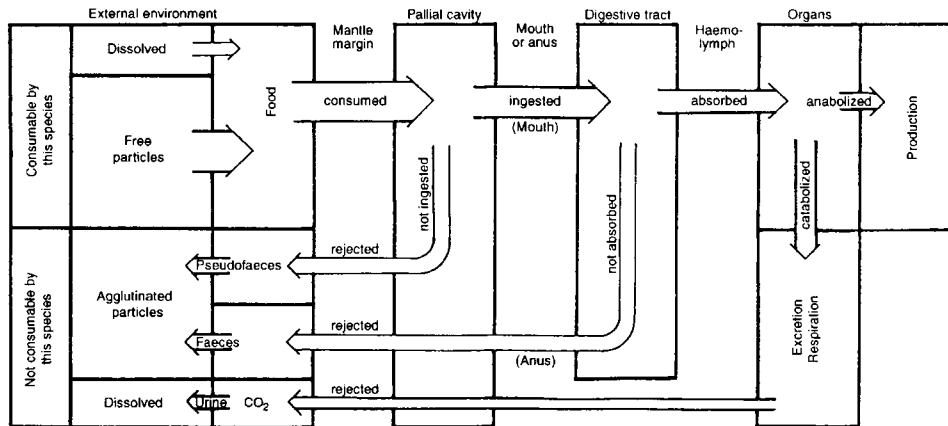 External environment
Pallial cavity
Digestive tract
Organs
Mantle
margin
Mouth
or anus
Haemo-
lymph
Consumable by
this species
Dissolved
Free
particles
Food
consumed
ingested
(Mouth)
absorbed
anabolized
Production
not ingested
not absorbed
catabolized
Not consumable by
this species
Agglutinated
particles
Pseudofaeces
rejected
Faeces
rejected
(Anus)
Excretion
Respiration
Dissolved
Urine
CO₂
rejected